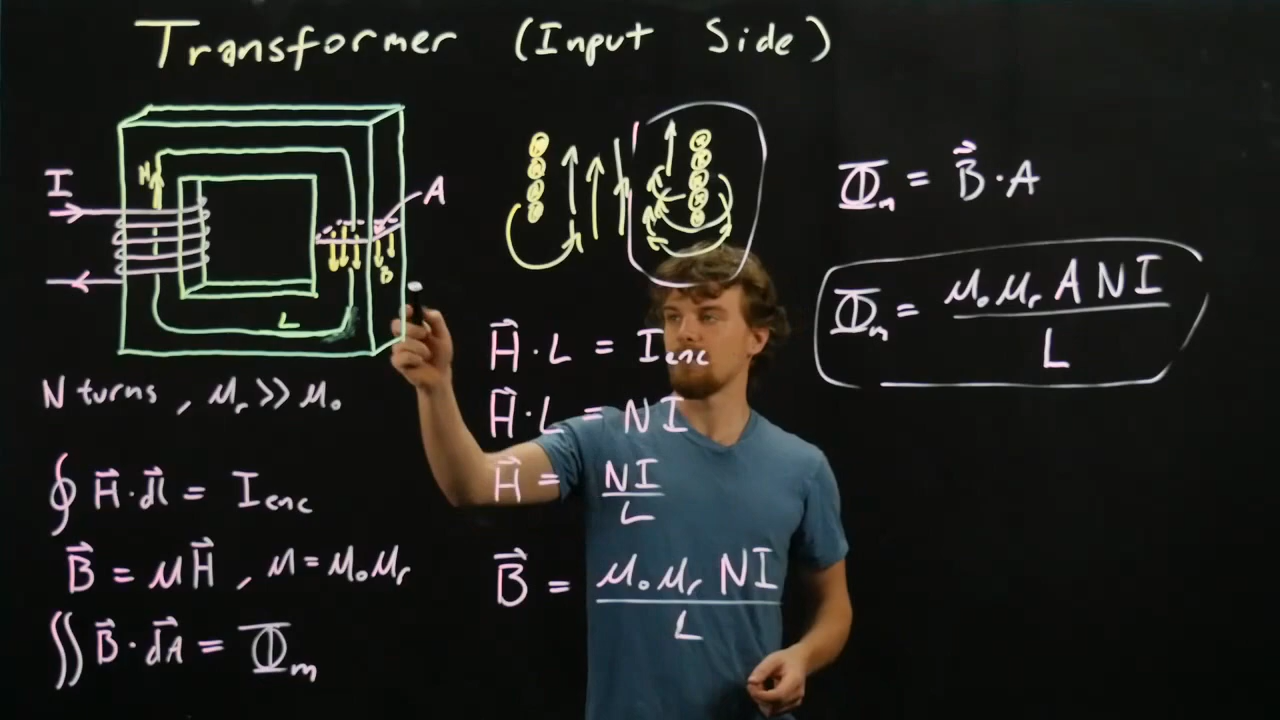 Transformer (Input Side)
I
H
A
B
L
N turns, μr >> μo
∮ H⃗·dl⃗ = Ienc
B⃗ = μH⃗, μ = μoμr
∬ B⃗·dA⃗ = Φm
H⃗·L = Ienc
H⃗·L = NI
H⃗ = NI / L
B⃗ = μoμr NI / L
Φm = B⃗·A
Φm = μoμr A N I / L